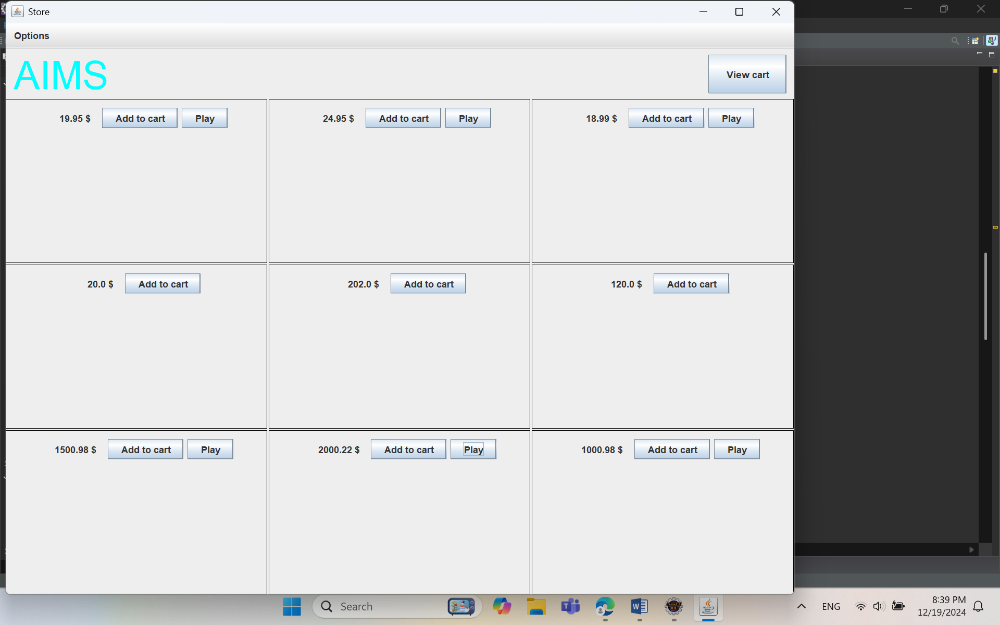 Store
Options
AIMS
View cart
19.95 $ Add to cart Play
24.95 $ Add to cart Play
18.99 $ Add to cart Play
20.0 $ Add to cart
202.0 $ Add to cart
120.0 $ Add to cart
1500.98 $ Add to cart Play
2000.22 $ Add to cart Play
1000.98 $ Add to cart Play
Search
ENG
8:39 PM
12/19/2024